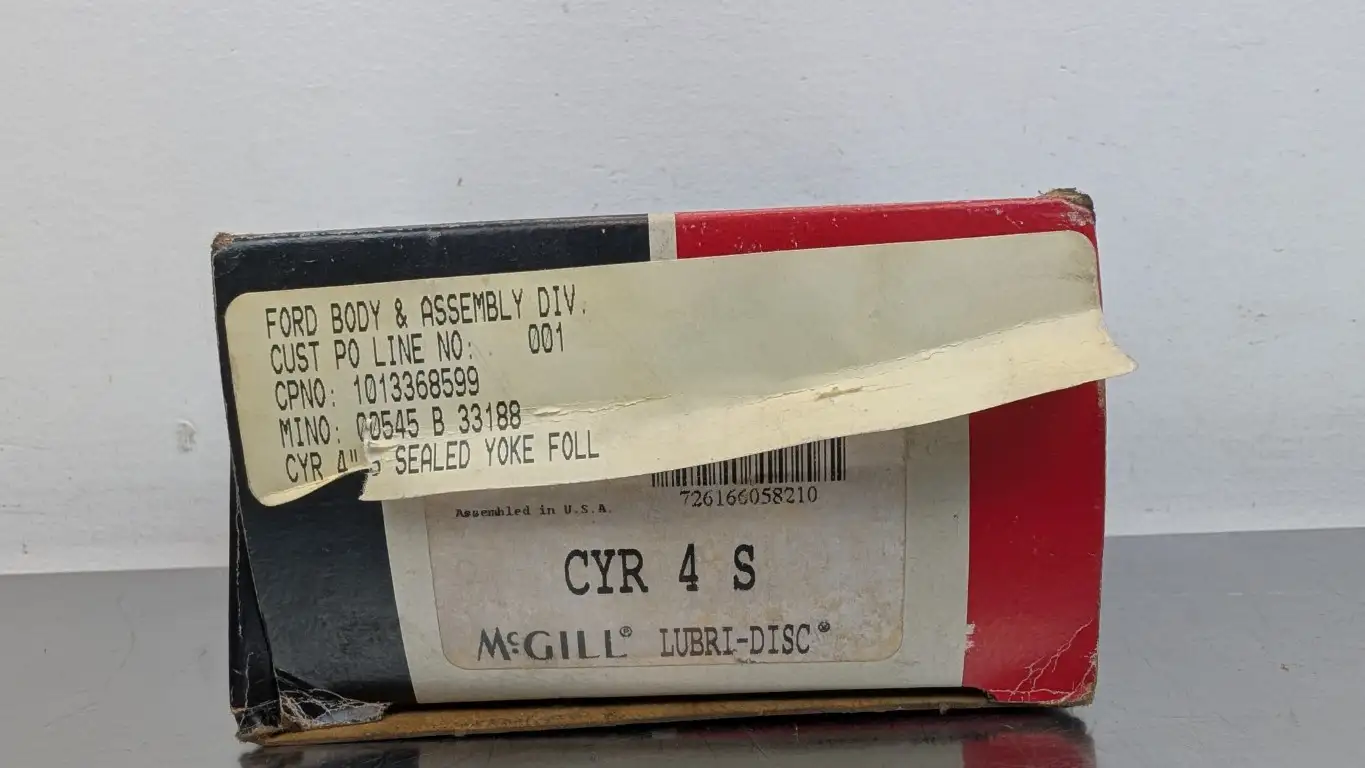 FORD BODY & ASSEMBLY DIV.
CUST PO LINE NO: 001
CPNO: 1013368599
MINO: 00545 B 33188
CYR 4" S SEALED YOKE FOLL
726166058210
Assembled in U.S.A.
CYR 4 S
McGILL® LUBRI-DISC®